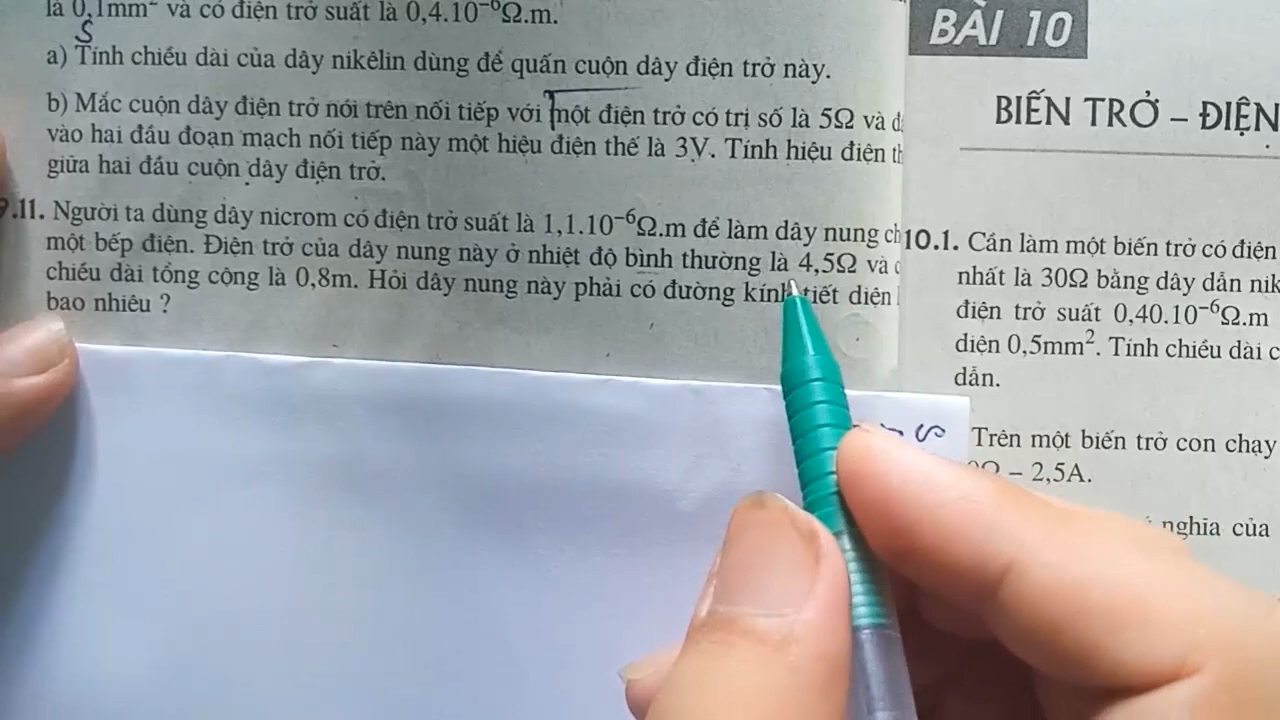 là 0,1mm² và có điện trở suất là 0,4.10⁻⁶Ω.m.
S
a) Tính chiều dài của dây nikêlin dùng để quấn cuộn dây điện trở này.
b) Mắc cuộn dây điện trở nói trên nối tiếp với một điện trở có trị số là 5Ω và
vào hai đầu đoạn mạch nối tiếp này một hiệu điện thế là 3V. Tính hiệu điện
giữa hai đầu cuộn dây điện trở.
9.11. Người ta dùng dây nicrom có điện trở suất là 1,1.10⁻⁶Ω.m để làm dây nung
một bếp điện. Điện trở của dây nung này ở nhiệt độ bình thường là 4,5Ω và
chiều dài tổng cộng là 0,8m. Hỏi dây nung này phải có đường kính tiết diện
bao nhiêu ?
BÀI 10
BIẾN TRỞ – ĐIỆN
10.1. Cần làm một biến trở có điện
nhất là 30Ω bằng dây dẫn
điện trở suất 0,40.10⁻⁶Ω.m
diện 0,5mm². Tính chiều dài
dẫn.
Trên một biến trở con chạy
– 2,5A.
nghĩa của